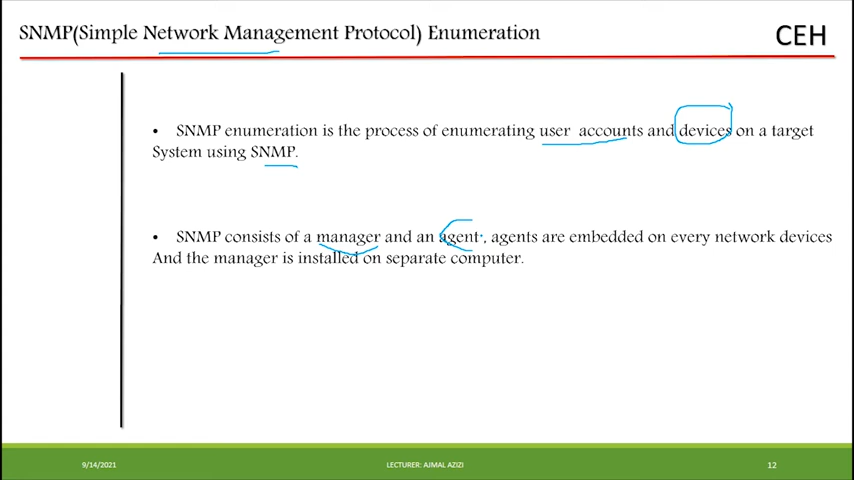 SNMP(Simple Network Management Protocol) Enumeration
CEH
• SNMP enumeration is the process of enumerating user accounts and devices on a target
System using SNMP.
• SNMP consists of a manager and an agent, agents are embedded on every network devices
And the manager is installed on separate computer.
9/14/2021
LECTURER: AJMAL AZIZI
12